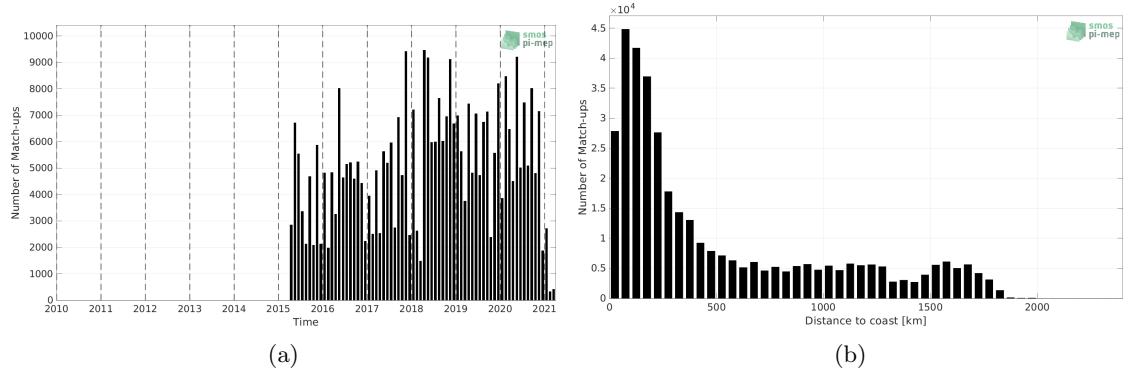 10000
9000
8000
7000
6000
5000
4000
3000
2000
1000
0
Number of Match-ups
2010 2011 2012 2013 2014 2015 2016 2017 2018 2019 2020 2021
Time
smos
pi-mep
(a)
×10⁴
4.5
4
3.5
3
2.5
2
1.5
1
0.5
0
Number of Match-ups
0 500 1000 1500 2000
Distance to coast [km]
smos
pi-mep
(b)